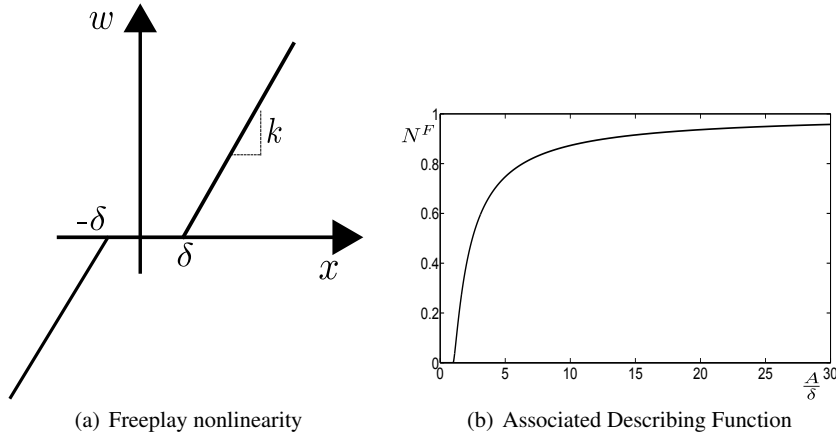 w
k
-δ
δ
x
(a) Freeplay nonlinearity
1
N^F
0.8
0.6
0.4
0.2
0
0 5 10 15 20 25 30
A/δ
(b) Associated Describing Function